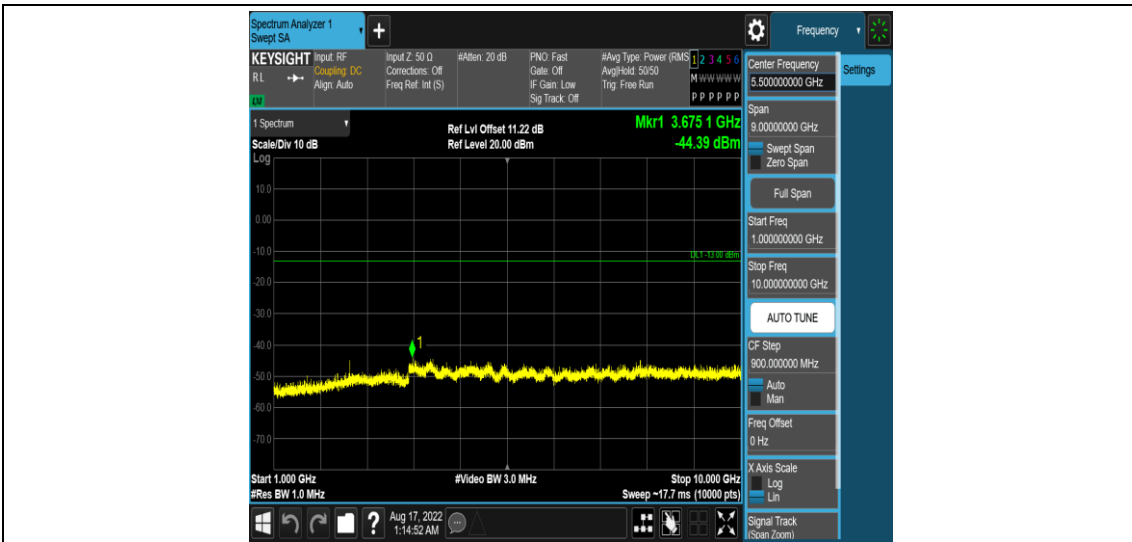 Spectrum Analyzer 1
Swept SA
+
Frequency
KEYSIGHT
RL
LXI
Input: RF
Coupling: DC
Align: Auto
Input Z: 50 Ω
Corrections: Off
Freq Ref: Int (S)
#Atten: 20 dB
PNO: Fast
Gate: Off
IF Gain: Low
Sig Track: Off
#Avg Type: Power (RMS
Avg|Hold: 50/50
Trig: Free Run
1 2 3 4 5 6
M W W W W W
P P P P P P
1 Spectrum
Scale/Div 10 dB
Log
Ref Lvl Offset 11.22 dB
Ref Level 20.00 dBm
Mkr1 3.675 1 GHz
-44.39 dBm
10.0
0.00
-10.0
DL1 -13.00 dBm
-20.0
-30.0
-40.0
1
-50.0
-60.0
-70.0
Start 1.000 GHz
#Res BW 1.0 MHz
#Video BW 3.0 MHz
Stop 10.000 GHz
Sweep ~17.7 ms (10000 pts)
Center Frequency
5.500000000 GHz
Settings
Span
9.00000000 GHz
Swept Span
Zero Span
Full Span
Start Freq
1.000000000 GHz
Stop Freq
10.000000000 GHz
AUTO TUNE
CF Step
900.000000 MHz
Auto
Man
Freq Offset
0 Hz
X Axis Scale
Log
Lin
Signal Track
(Span Zoom)
?
Aug 17, 2022
1:14:52 AM